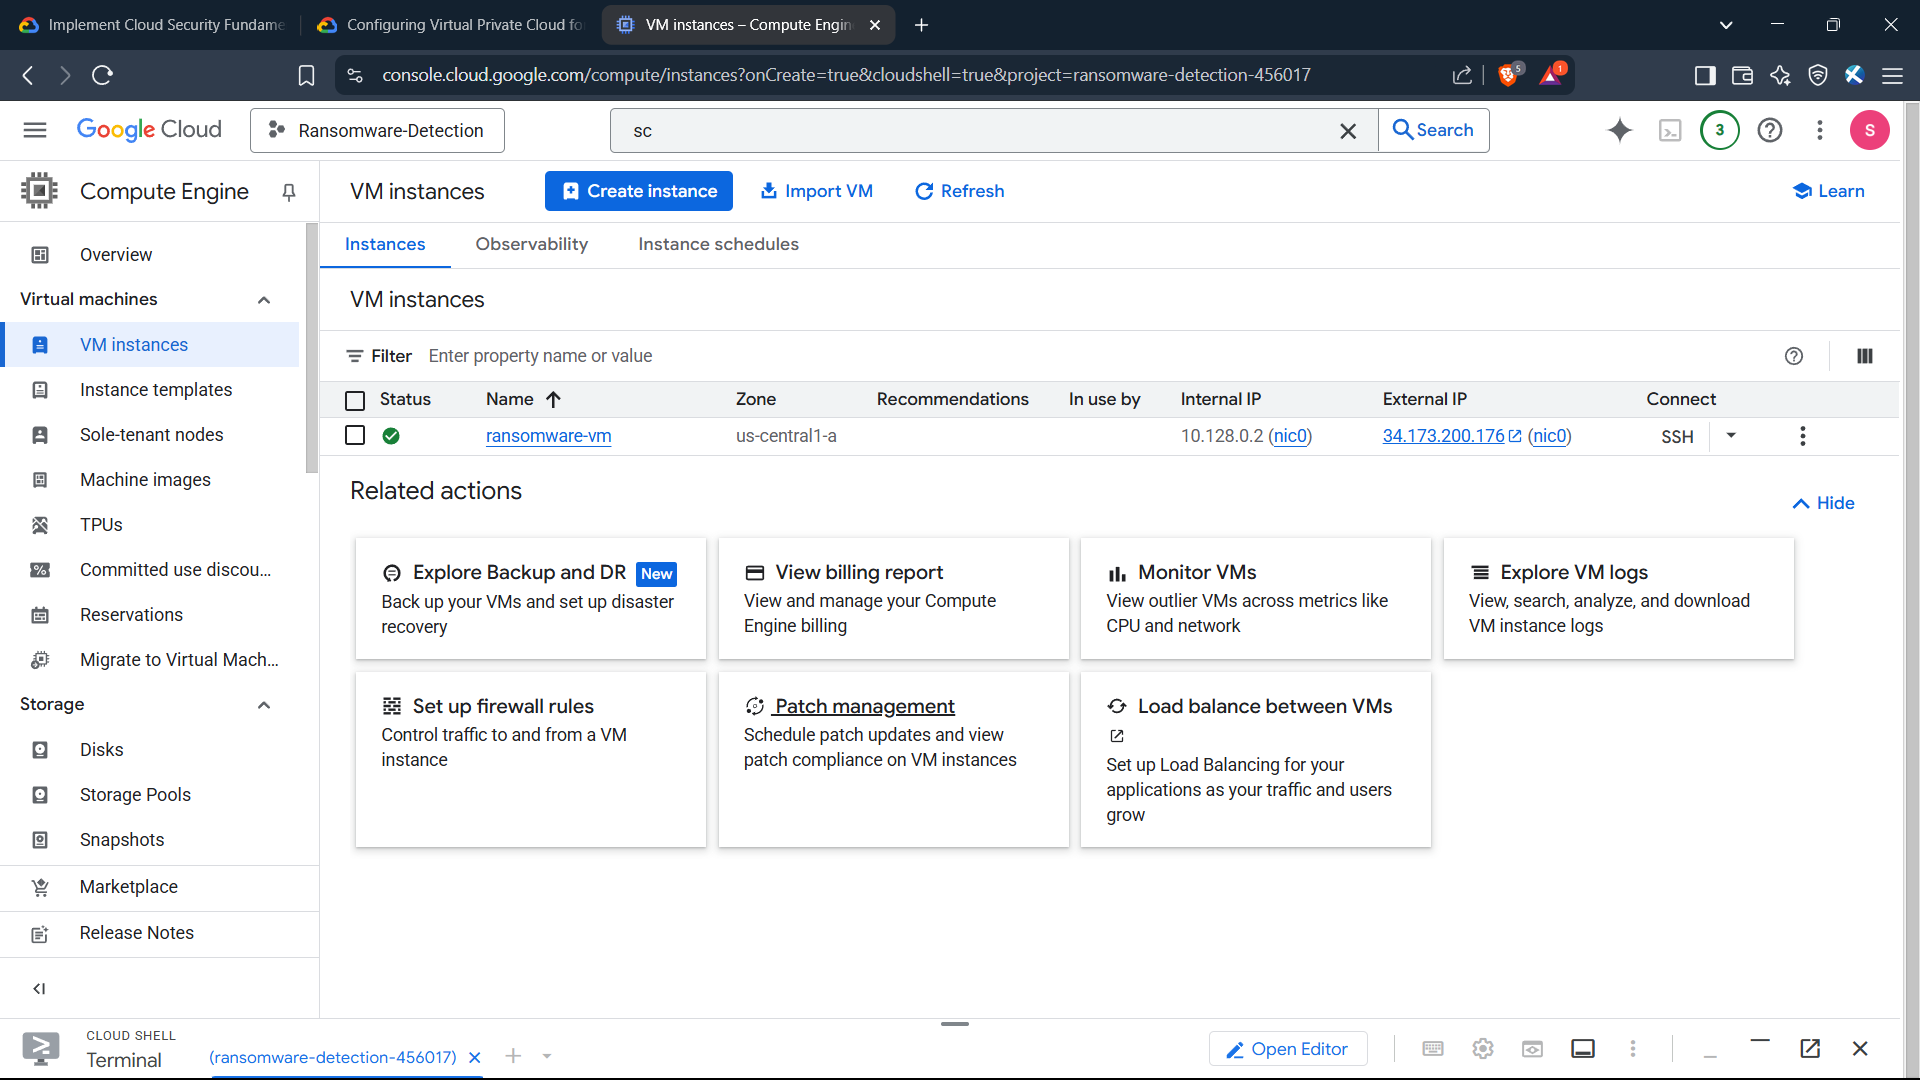 Implement Cloud Security Fundame
Configuring Virtual Private Cloud fo
VM instances – Compute Engin
console.cloud.google.com/compute/instances?onCreate=true&cloudshell=true&project=ransomware-detection-456017
5
1
Google Cloud
Ransomware-Detection
sc
Search
3
S
Compute Engine
VM instances
Create instance
Import VM
Refresh
Learn
Instances
Observability
Instance schedules
Overview
Virtual machines
VM instances
Instance templates
Sole-tenant nodes
Machine images
TPUs
Committed use discou...
Reservations
Migrate to Virtual Mach...
Storage
Disks
Storage Pools
Snapshots
Marketplace
Release Notes
VM instances
Filter Enter property name or value
Status Name Zone Recommendations In use by Internal IP External IP Connect
ransomware-vm us-central1-a 10.128.0.2 (nic0) 34.173.200.176 (nic0) SSH
Related actions
Hide
Explore Backup and DR New
Back up your VMs and set up disaster
recovery
View billing report
View and manage your Compute
Engine billing
Monitor VMs
View outlier VMs across metrics like
CPU and network
Explore VM logs
View, search, analyze, and download
VM instance logs
Set up firewall rules
Control traffic to and from a VM
instance
Patch management
Schedule patch updates and view
patch compliance on VM instances
Load balance between VMs
Set up Load Balancing for your
applications as your traffic and users
grow
CLOUD SHELL
Terminal
(ransomware-detection-456017)
Open Editor